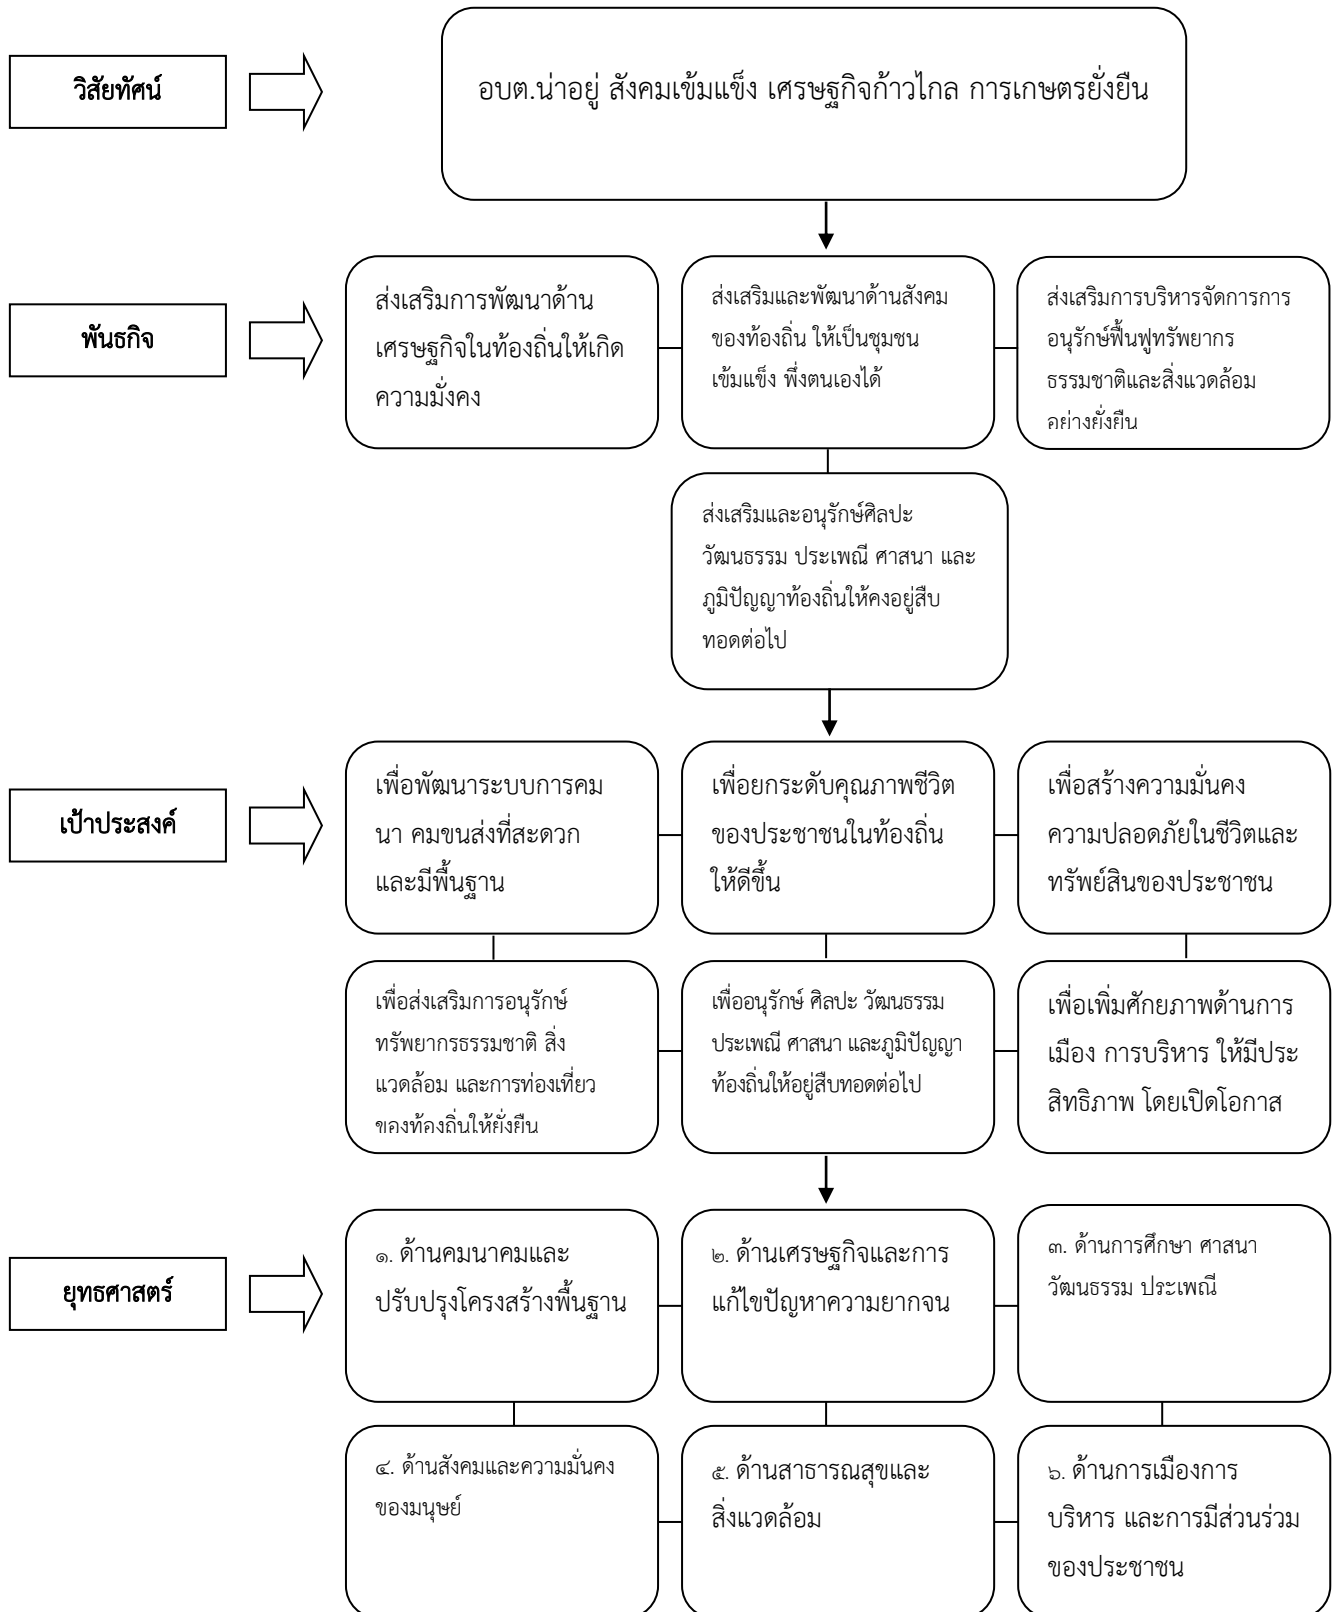 วิสัยทัศน์
อบต.น่าอยู่ สังคมเข้มแข็ง เศรษฐกิจก้าวไกล การเกษตรยั่งยืน
พันธกิจ
ส่งเสริมการพัฒนาด้าน
เศรษฐกิจในท้องถิ่นให้เกิด
ความมั่งคง
ส่งเสริมและพัฒนาด้านสังคม
ของท้องถิ่น ให้เป็นชุมชน
เข้มแข็ง พึ่งตนเองได้
ส่งเสริมการบริหารจัดการการ
อนุรักษ์ฟื้นฟูทรัพยากร
ธรรมชาติและสิ่งแวดล้อม
อย่างยั่งยืน
ส่งเสริมและอนุรักษ์ศิลปะ
วัฒนธรรม ประเพณี ศาสนา และ
ภูมิปัญญาท้องถิ่นให้คงอยู่สืบ
ทอดต่อไป
เป้าประสงค์
เพื่อพัฒนาระบบการคม
นา คมขนส่งที่สะดวก
และมีพื้นฐาน
เพื่อยกระดับคุณภาพชีวิต
ของประชาชนในท้องถิ่น
ให้ดีขึ้น
เพื่อสร้างความมั่นคง
ความปลอดภัยในชีวิตและ
ทรัพย์สินของประชาชน
เพื่อส่งเสริมการอนุรักษ์
ทรัพยากรธรรมชาติ สิ่ง
แวดล้อม และการท่องเที่ยว
ของท้องถิ่นให้ยั่งยืน
เพื่ออนุรักษ์ ศิลปะ วัฒนธรรม
ประเพณี ศาสนา และภูมิปัญญา
ท้องถิ่นให้อยู่สืบทอดต่อไป
เพื่อเพิ่มศักยภาพด้านการ
เมือง การบริหาร ให้มีประ
สิทธิภาพ โดยเปิดโอกาส
ยุทธศาสตร์
๑. ด้านคมนาคมและ
ปรับปรุงโครงสร้างพื้นฐาน
๒. ด้านเศรษฐกิจและการ
แก้ไขปัญหาความยากจน
๓. ด้านการศึกษา ศาสนา
วัฒนธรรม ประเพณี
๔. ด้านสังคมและความมั่นคง
ของมนุษย์
๕. ด้านสาธารณสุขและ
สิ่งแวดล้อม
๖. ด้านการเมืองการ
บริหาร และการมีส่วนร่วม
ของประชาชน